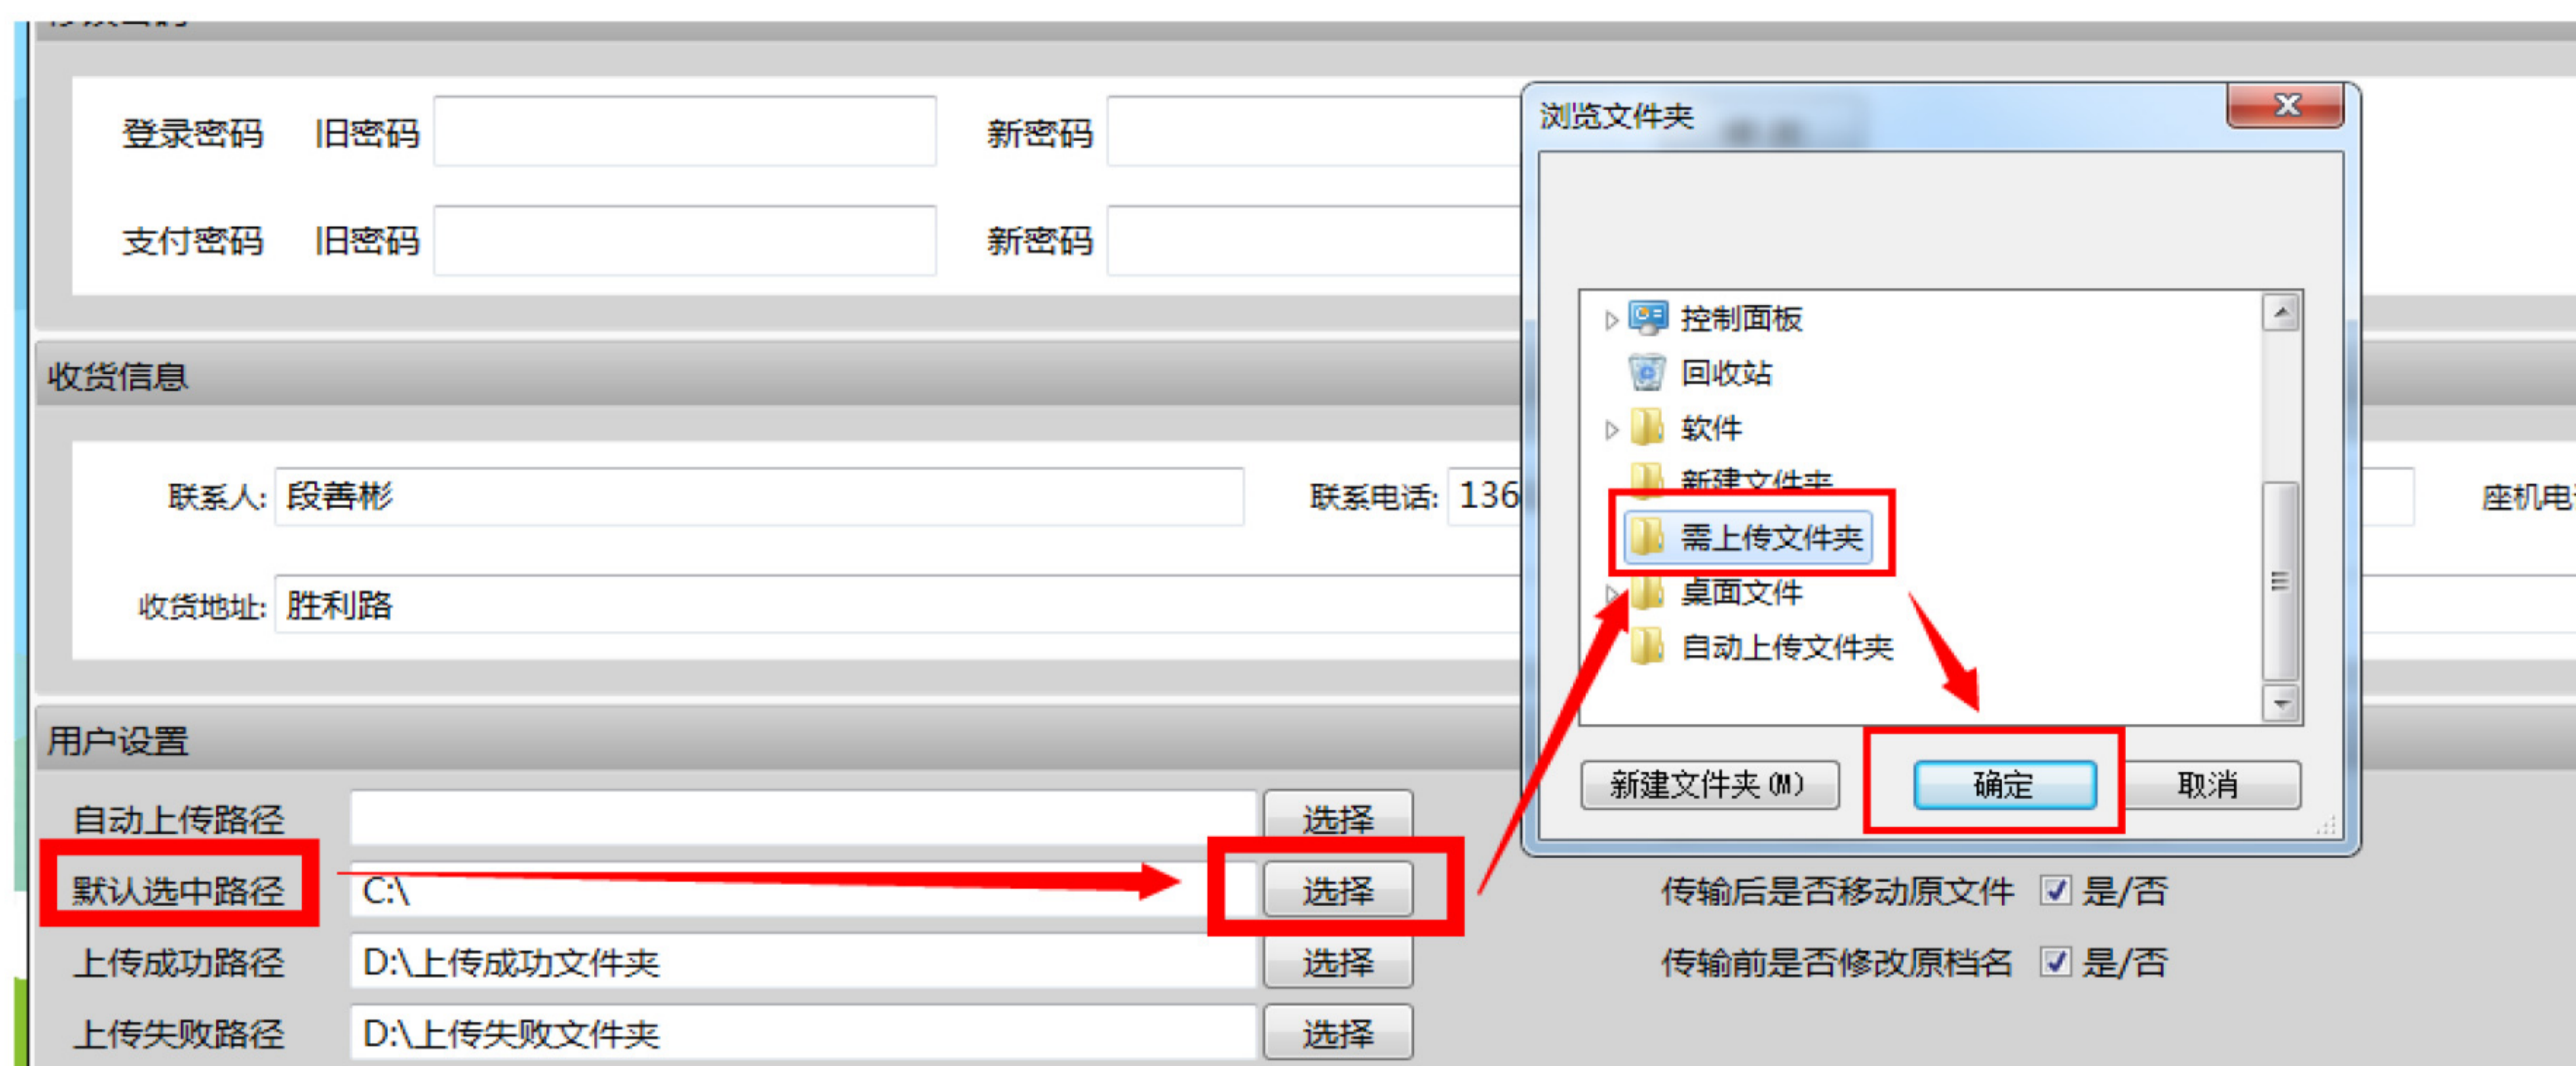 登录密码 旧密码 新密码
支付密码 旧密码 新密码
收货信息
联系人: 段善彬 联系电话: 136 座机电
收货地址: 胜利路
浏览文件夹
控制面板
回收站
软件
新建文件夹
需上传文件夹
桌面文件
自动上传文件夹
新建文件夹(M) 确定 取消
用户设置
自动上传路径 选择
默认选中路径 C:\ 选择 传输后是否移动原文件 是/否
上传成功路径 D:\上传成功文件夹 选择 传输前是否修改原档名 是/否
上传失败路径 D:\上传失败文件夹 选择